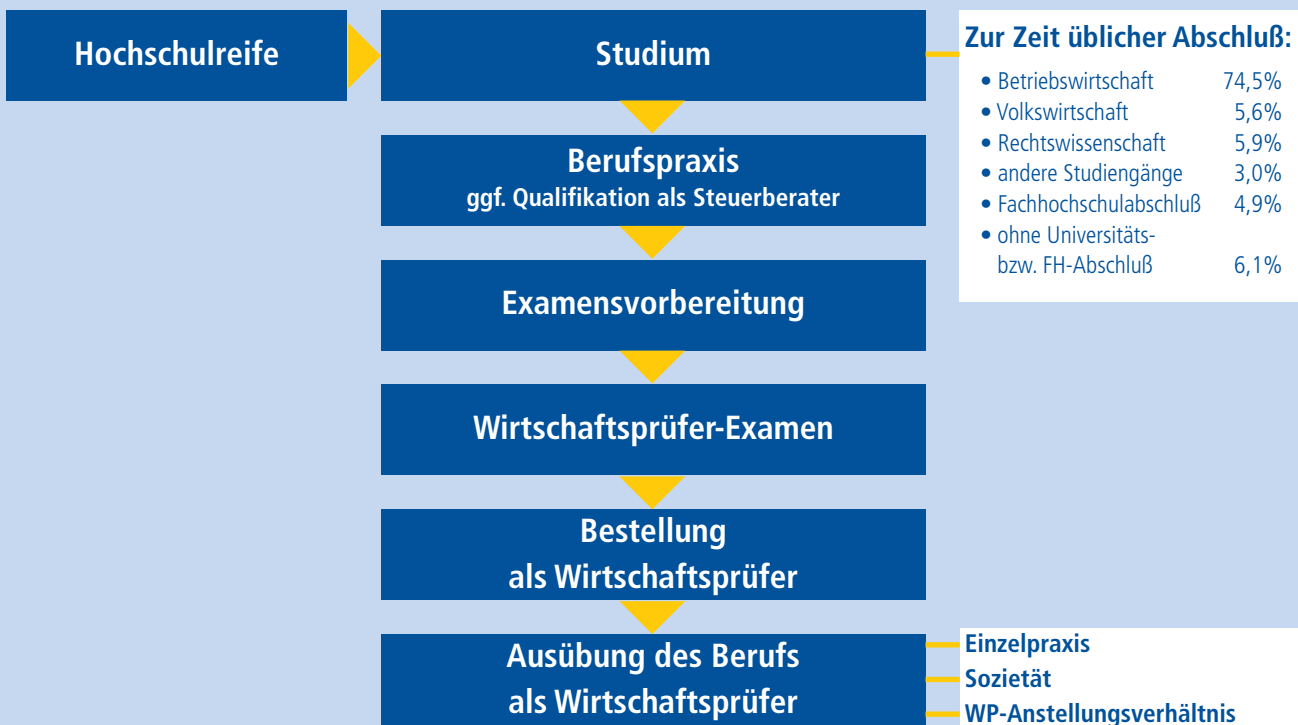 Hochschulreife
Studium
Zur Zeit üblicher Abschluß:
• Betriebswirtschaft 74,5%
• Volkswirtschaft 5,6%
• Rechtswissenschaft 5,9%
• andere Studiengänge 3,0%
• Fachhochschulabschluß 4,9%
• ohne Universitäts-
bzw. FH-Abschluß 6,1%
Berufspraxis
ggf. Qualifikation als Steuerberater
Examensvorbereitung
Wirtschaftsprüfer-Examen
Bestellung
als Wirtschaftsprüfer
Ausübung des Berufs
als Wirtschaftsprüfer
Einzelpraxis
Sozietät
WP-Anstellungsverhältnis